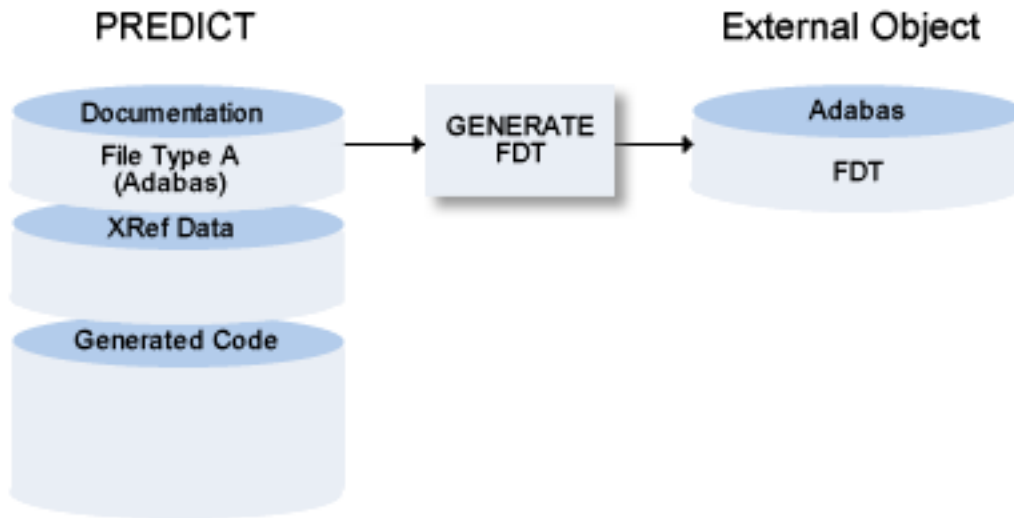 PREDICT
External Object
Documentation
File Type A
(Adabas)
XRef Data
Generated Code
GENERATE
FDT
Adabas
FDT